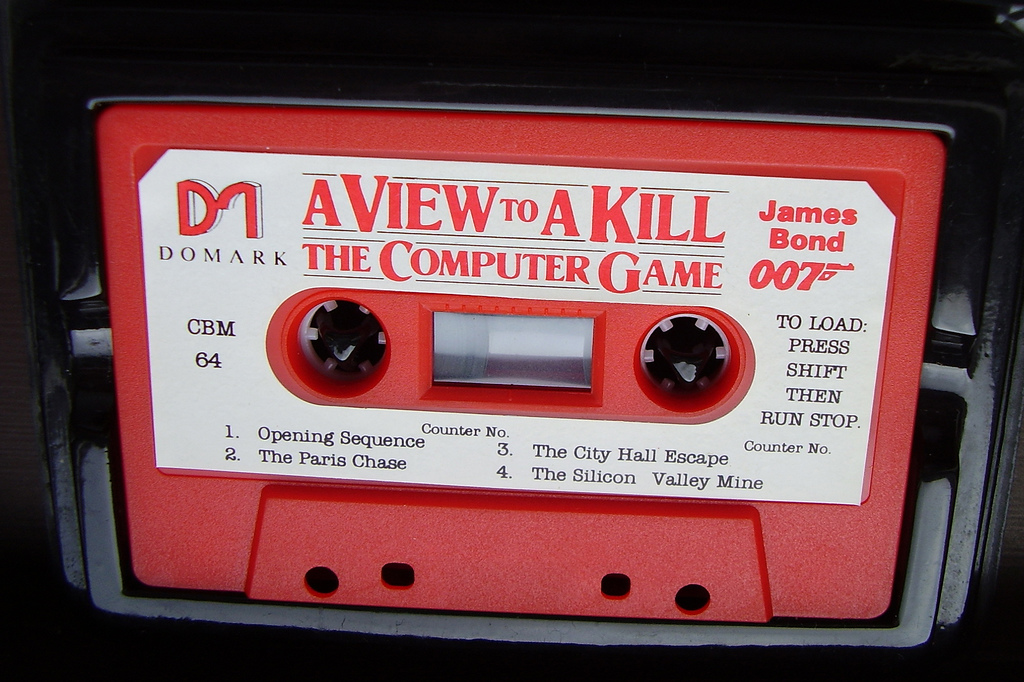 DM
DOMARK
A VIEW TO A KILL
THE COMPUTER GAME
James
Bond
007
CBM
64
TO LOAD:
PRESS
SHIFT
THEN
RUN STOP.
Counter No.
1. Opening Sequence
2. The Paris Chase
Counter No.
3. The City Hall Escape
4. The Silicon Valley Mine